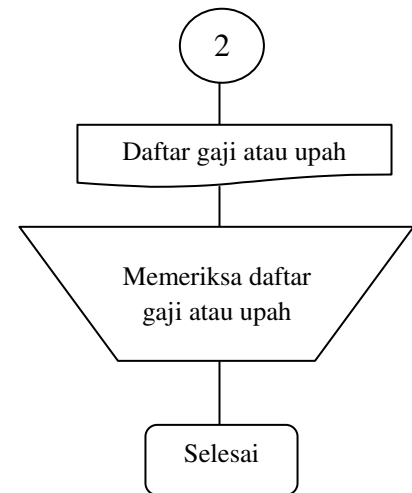 2
Daftar gaji atau upah
Memeriksa daftar
gaji atau upah
Selesai